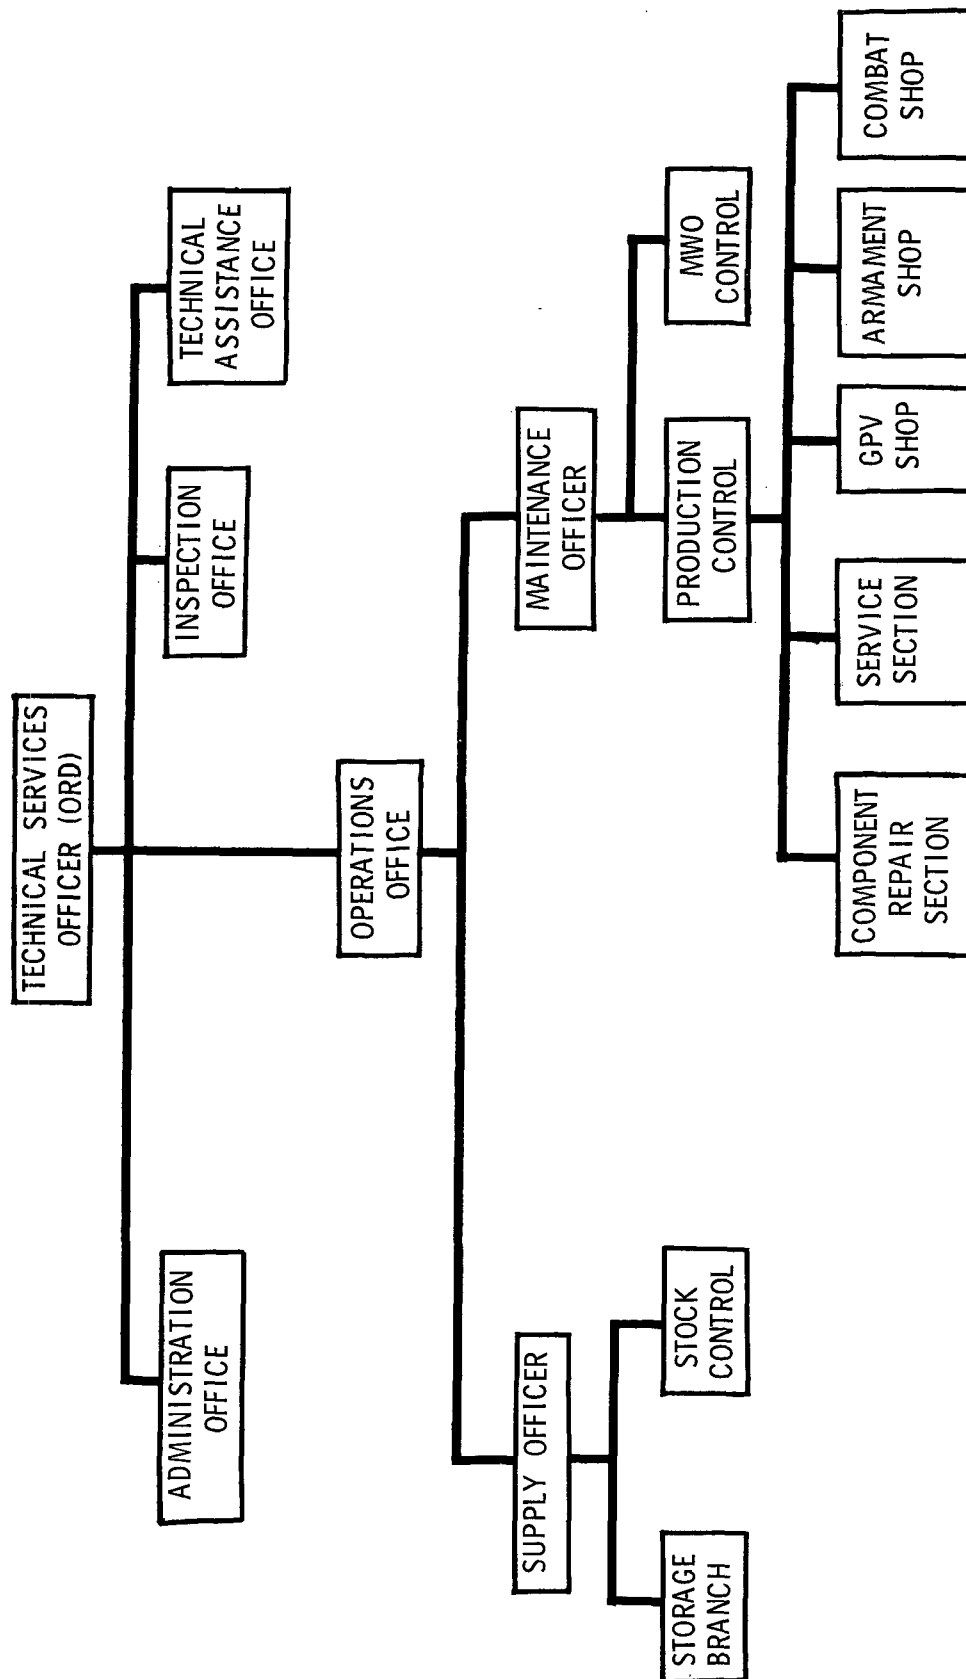 TECHNICAL SERVICES
OFFICER (ORD)
ADMINISTRATION
OFFICE
INSPECTION
OFFICE
TECHNICAL
ASSISTANCE
OFFICE
OPERATIONS
OFFICE
SUPPLY OFFICER
MAINTENANCE
OFFICER
STORAGE
BRANCH
STOCK
CONTROL
PRODUCTION
CONTROL
MWO
CONTROL
COMPONENT
REPAIR
SECTION
SERVICE
SECTION
GPV
SHOP
ARMAMENT
SHOP
COMBAT
SHOP